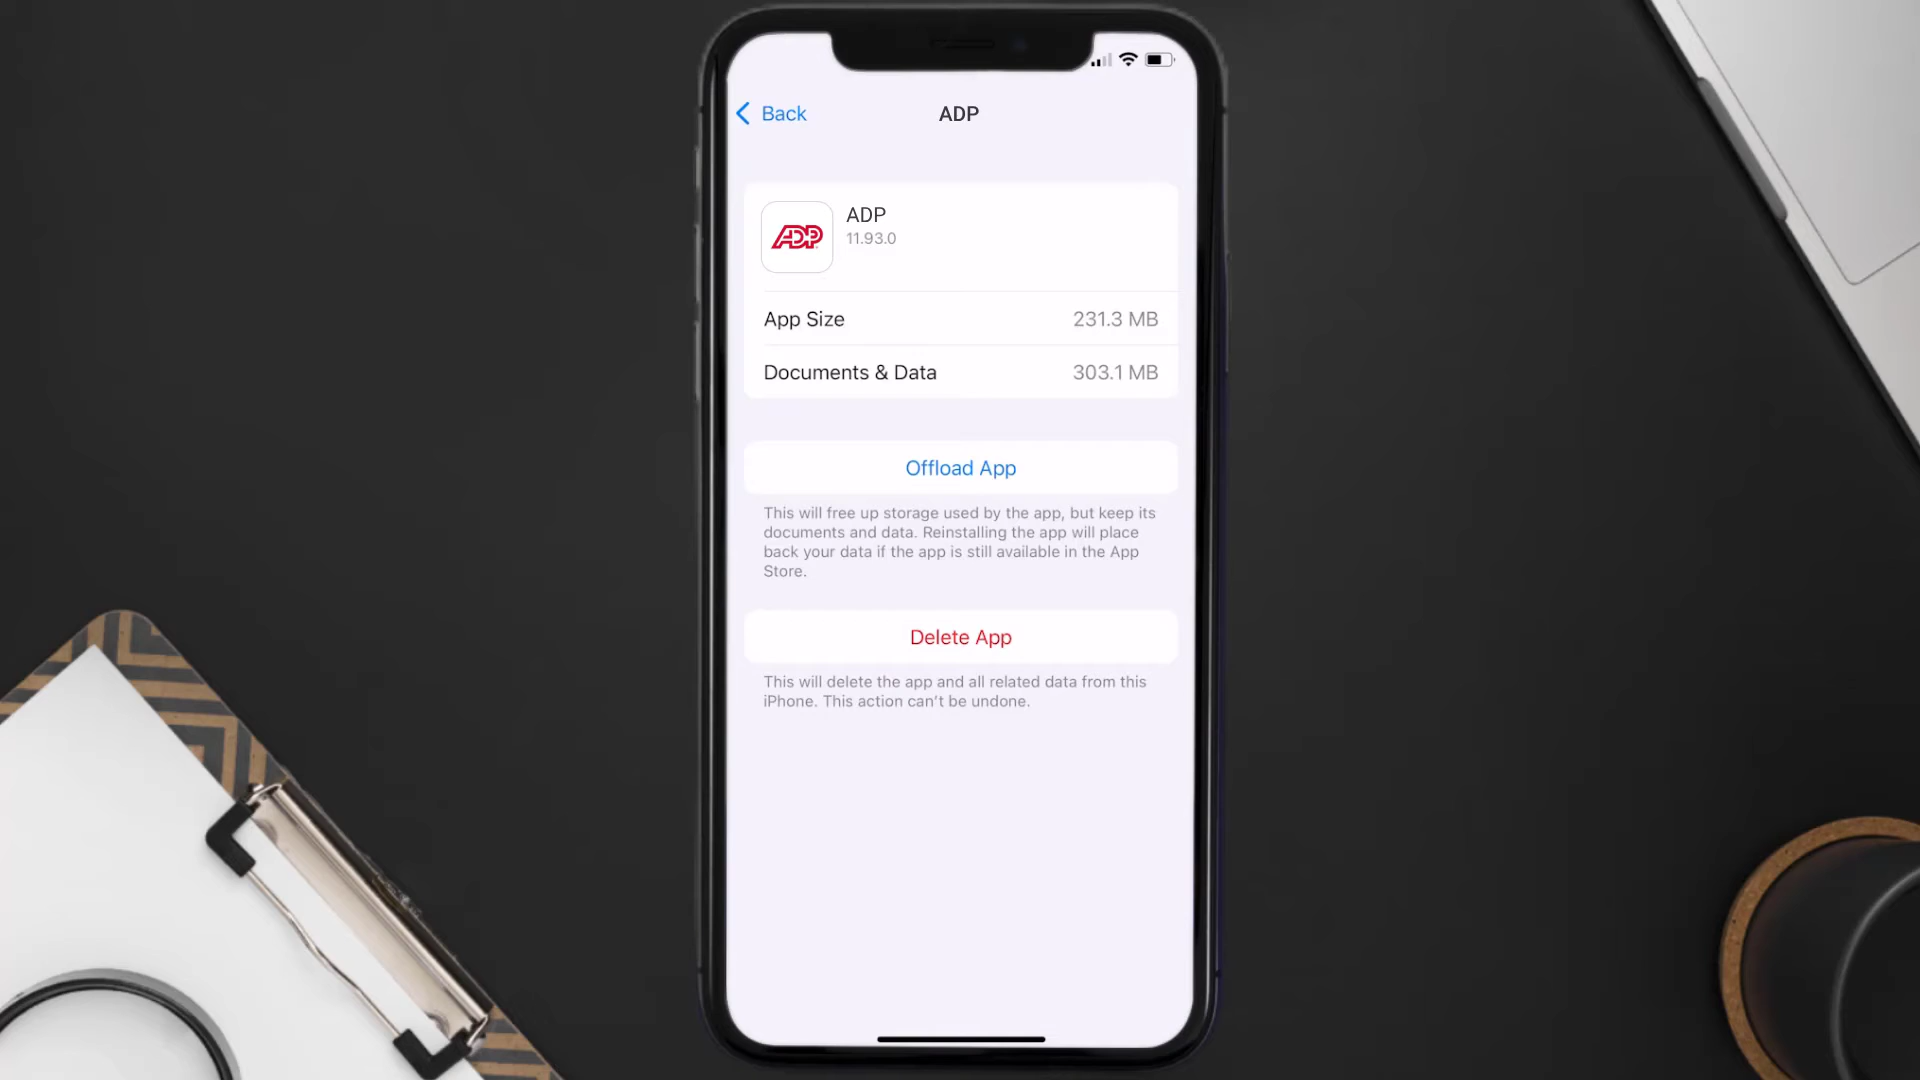 Back
ADP
ADP
ADP
11.93.0
App Size 231.3 MB
Documents & Data 303.1 MB
Offload App
This will free up storage used by the app, but keep its
documents and data. Reinstalling the app will place
back your data if the app is still available in the App
Store.
Delete App
This will delete the app and all related data from this
iPhone. This action can't be undone.